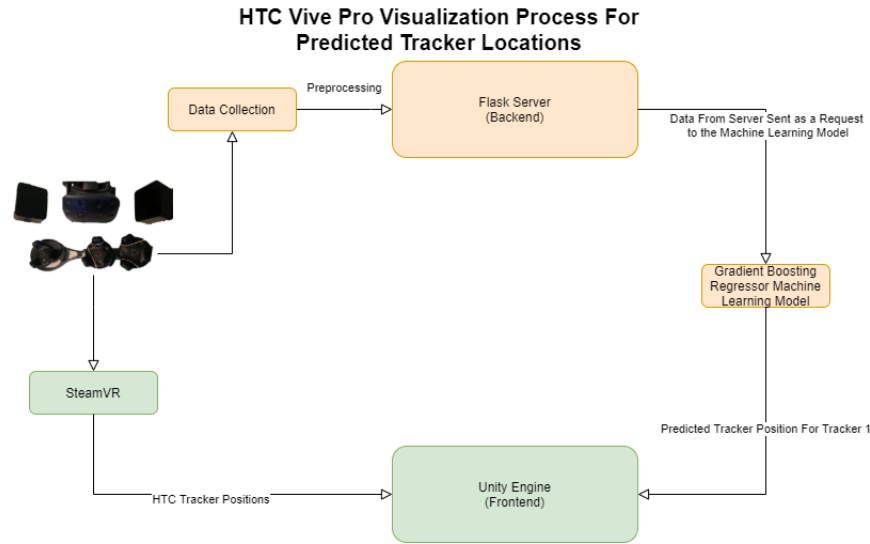 HTC Vive Pro Visualization Process For
Predicted Tracker Locations
Preprocessing
Data Collection
Flask Server
(Backend)
Data From Server Sent as a Request
to the Machine Learning Model
Gradient Boosting
Regressor Machine
Learning Model
SteamVR
Predicted Tracker Position For Tracker 1
Unity Engine
(Frontend)
HTC Tracker Positions